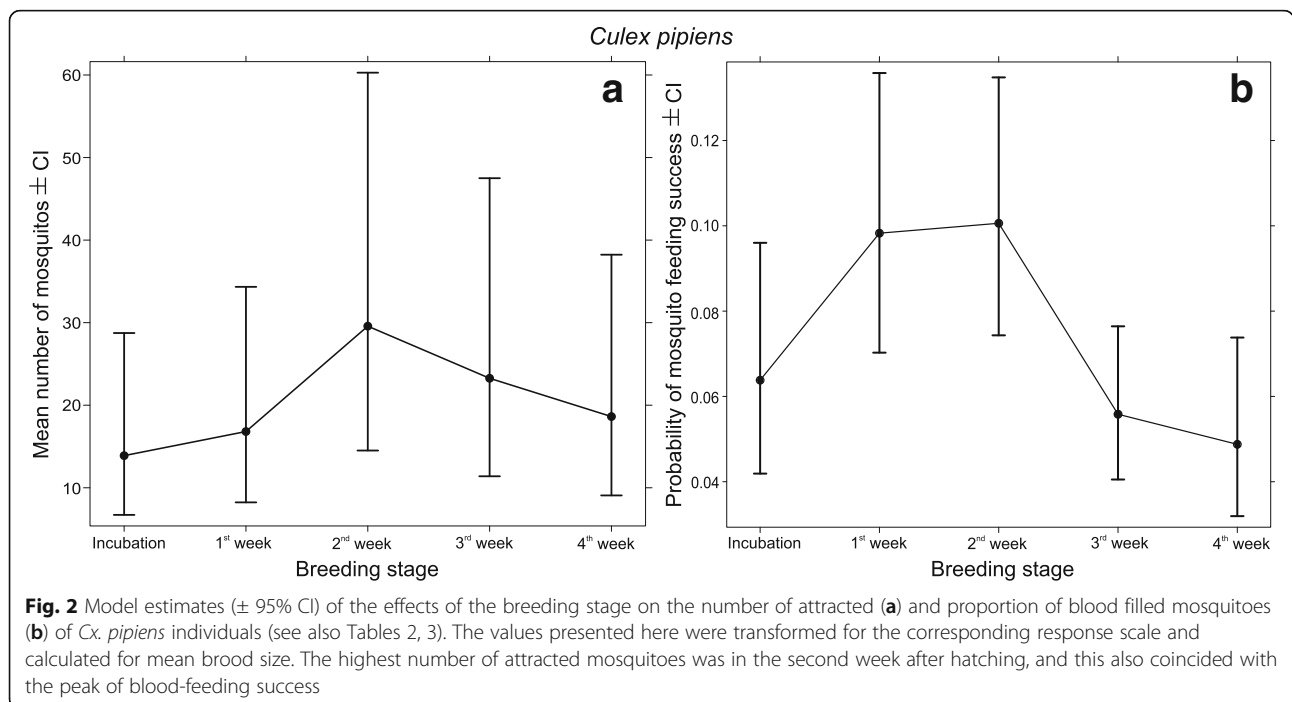 Culex pipiens
a
Mean number of mosquitos ± CI
60
50
40
30
20
10
Incubation
1st week
2nd week
3rd week
4th week
Breeding stage
b
Probability of mosquito feeding success ± CI
0.12
0.10
0.08
0.06
0.04
Incubation
1st week
2nd week
3rd week
4th week
Breeding stage
Fig. 2 Model estimates (± 95% CI) of the effects of the breeding stage on the number of attracted (a) and proportion of blood filled mosquitoes
(b) of Cx. pipiens individuals (see also Tables 2, 3). The values presented here were transformed for the corresponding response scale and
calculated for mean brood size. The highest number of attracted mosquitoes was in the second week after hatching, and this also coincided with
the peak of blood-feeding success